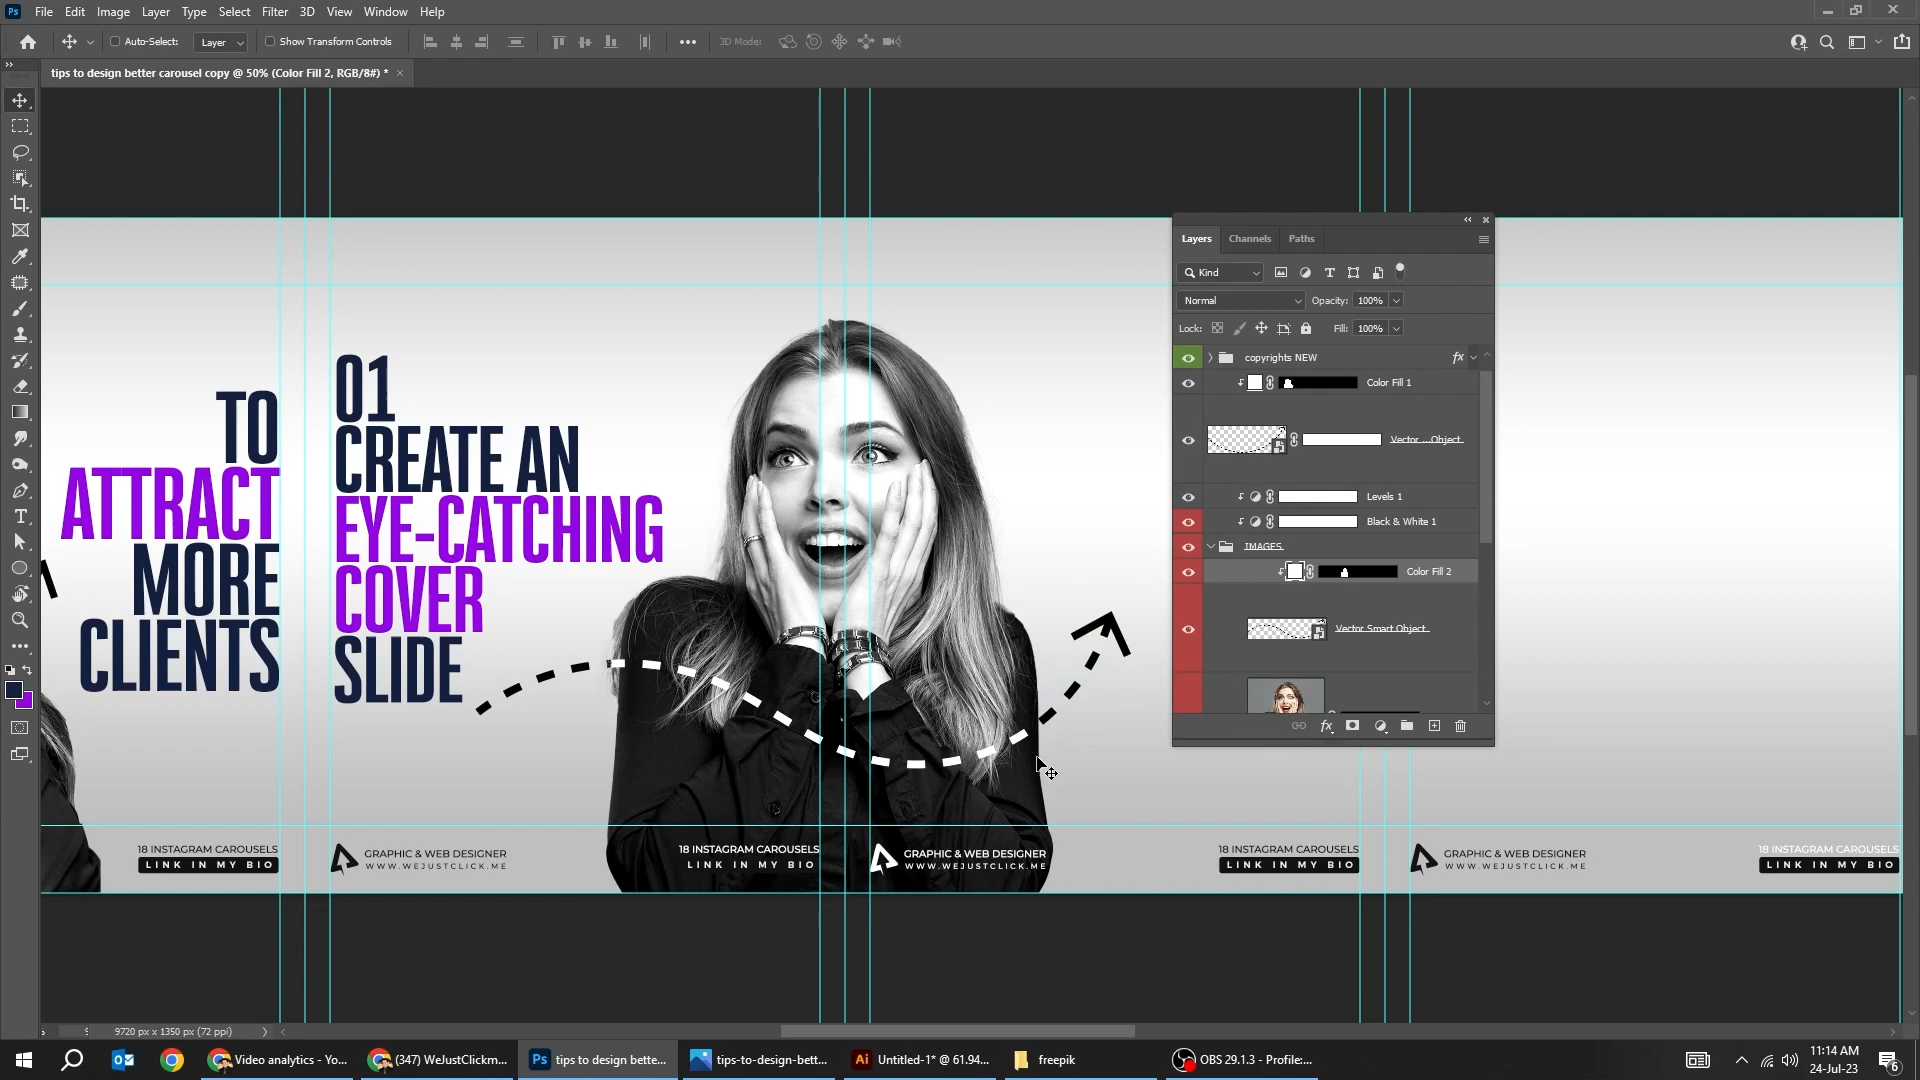 Ps File Edit Image Layer Type Select Filter 3D View Window Help
Auto-Select: Layer Show Transform Controls 3D Mode:
tips to design better carousel copy @ 50% (Color Fill 2, RGB/8#) *
TO
ATTRACT
MORE
CLIENTS
01
CREATE AN
EYE-CATCHING
COVER
SLIDE
Layers Channels Paths
Kind
Normal Opacity: 100%
Lock: Fill: 100%
copyrights NEW fx
Color Fill 1
Vector ...Object
Levels 1
Black & White 1
IMAGES
Color Fill 2
Vector Smart Object
fx
18 INSTAGRAM CAROUSELS
LINK IN MY BIO
GRAPHIC & WEB DESIGNER
WWW.WEJUSTCLICK.ME
18 INSTAGRAM CAROUSELS
LINK IN MY BIO
GRAPHIC & WEB DESIGNER
WWW.WEJUSTCLICK.ME
18 INSTAGRAM CAROUSELS
LINK IN MY BIO
GRAPHIC & WEB DESIGNER
WWW.WEJUSTCLICK.ME
18 INSTAGRAM CAROUSELS
LINK IN MY BIO
9720 px x 1350 px (72 ppi)
Video analytics - Yo...
(347) WeJustClickm...
Ps tips to design bette...
tips-to-design-bett...
Ai Untitled-1* @ 61.94...
freepik
OBS 29.1.3 - Profile:...
11:14 AM
24-Jul-23
6